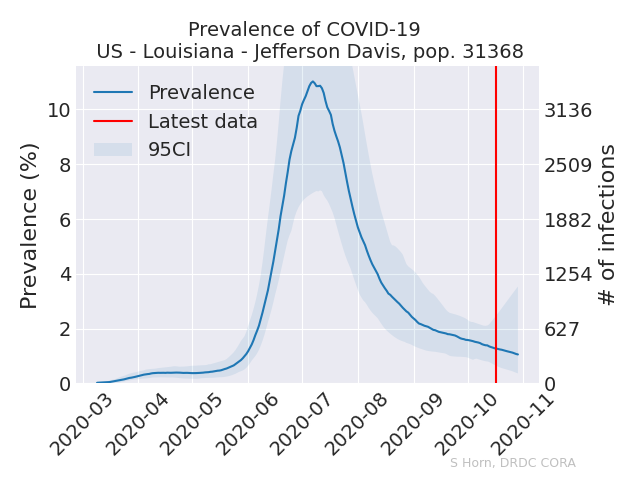 Prevalence of COVID-19
US - Louisiana - Jefferson Davis, pop. 31368
Prevalence
Latest data
95CI
Prevalence (%)
10
8
6
4
2
0
3136
2509
1882
1254
627
0
# of infections
2020-03
2020-04
2020-05
2020-06
2020-07
2020-08
2020-09
2020-10
2020-11
S Horn, DRDC CORA